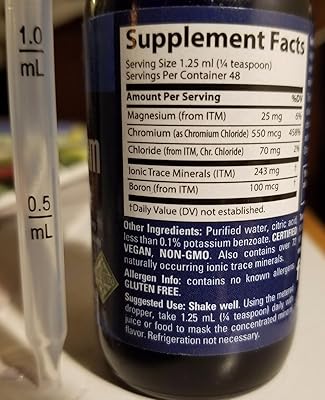 1.0
mL
0.5
mL
Supplement Facts
Serving Size 1.25 ml (¼ teaspoon)
Servings Per Container 48
Amount Per Serving %DV
Magnesium (from ITM) 25 mg 6%
Chromium (as Chromium Chloride) 550 mcg 458%
Chloride (from ITM, Chr. Chloride) 70 mg 2%
Ionic Trace Minerals (ITM) 243 mg †
Boron (from ITM) 100 mcg †
†Daily Value (DV) not established.
Other Ingredients: Purified water, citric acid,
less than 0.1% potassium benzoate. CERTIFIED
VEGAN, NON-GMO. Also contains over 72
naturally occurring ionic trace minerals.
Allergen Info: contains no known allergens,
GLUTEN FREE.
Suggested Use: Shake well. Using the
dropper, take 1.25 mL (¼ teaspoon) daily with
juice or food to mask the concentrated mineral
flavor. Refrigeration not necessary.